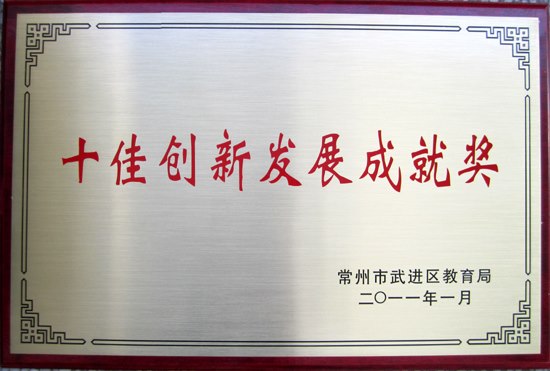 十佳创新发展成就奖
常州市武进区教育局
二〇一一年一月